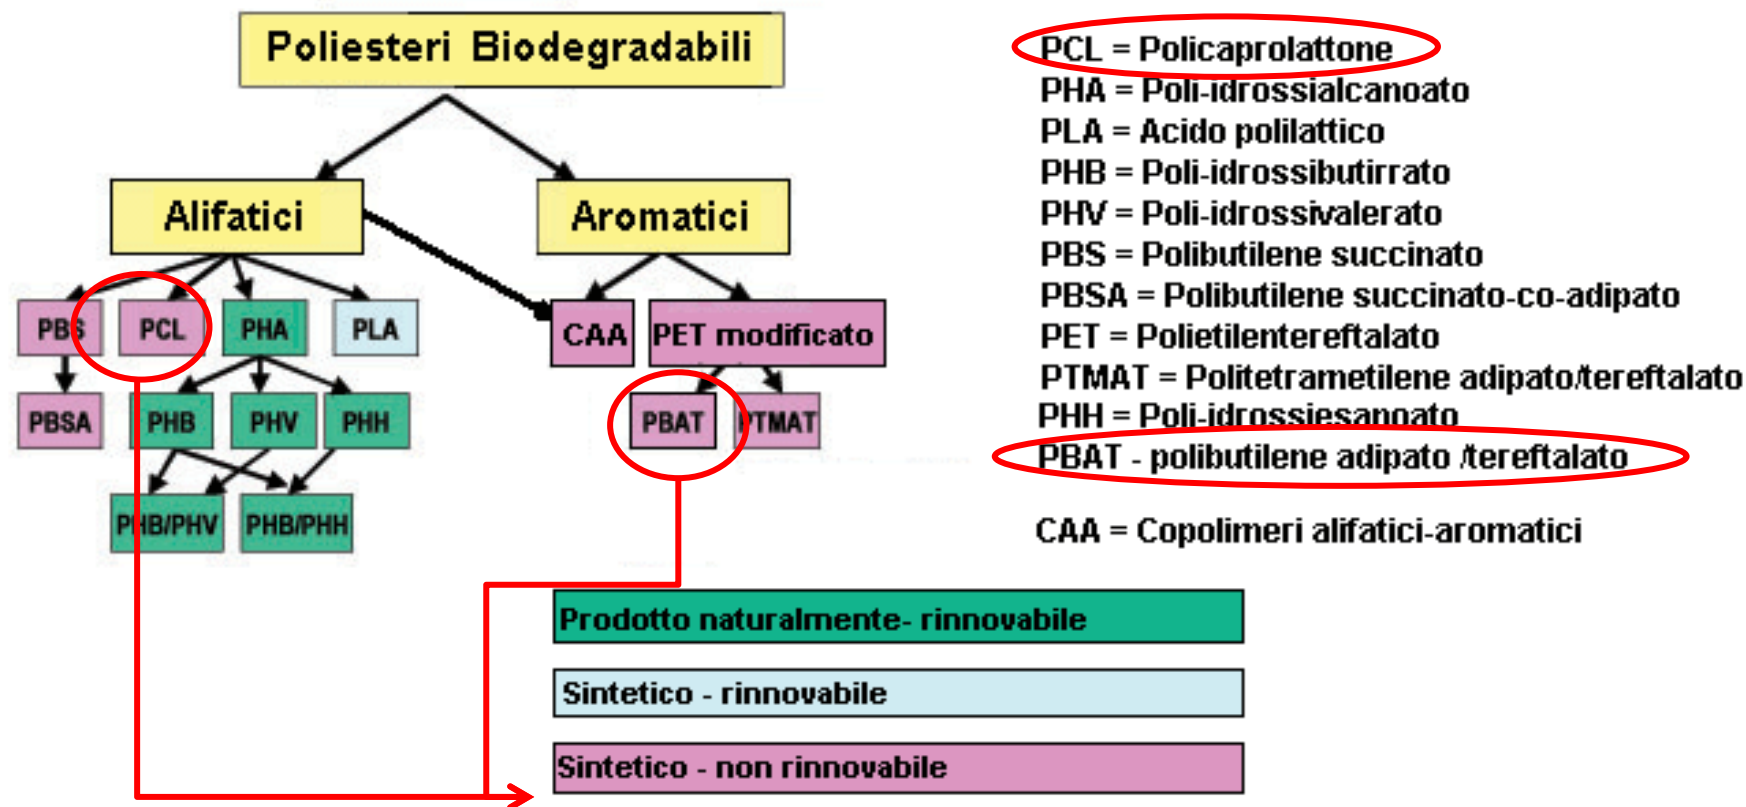 Poliesteri Biodegradabili
Alifatici
Aromatici
PBS
PCL
PHA
PLA
CAA
PET modificato
PBSA
PHB
PHV
PHH
PBAT
PTMAT
PHB/PHV
PHB/PHH
PCL = Policaprolattone
PHA = Poli-idrossialcanoato
PLA = Acido polilattico
PHB = Poli-idrossibutirrato
PHV = Poli-idrossivalerato
PBS = Polibutilene succinato
PBSA = Polibutilene succinato-co-adipato
PET = Polietilentereftalato
PTMAT = Politetrametilene adipato/tereftalato
PHH = Poli-idrossiesanoato
PBAT - polibutilene adipato /tereftalato
CAA = Copolimeri alifatici-aromatici
Prodotto naturalmente- rinnovabile
Sintetico - rinnovabile
Sintetico - non rinnovabile